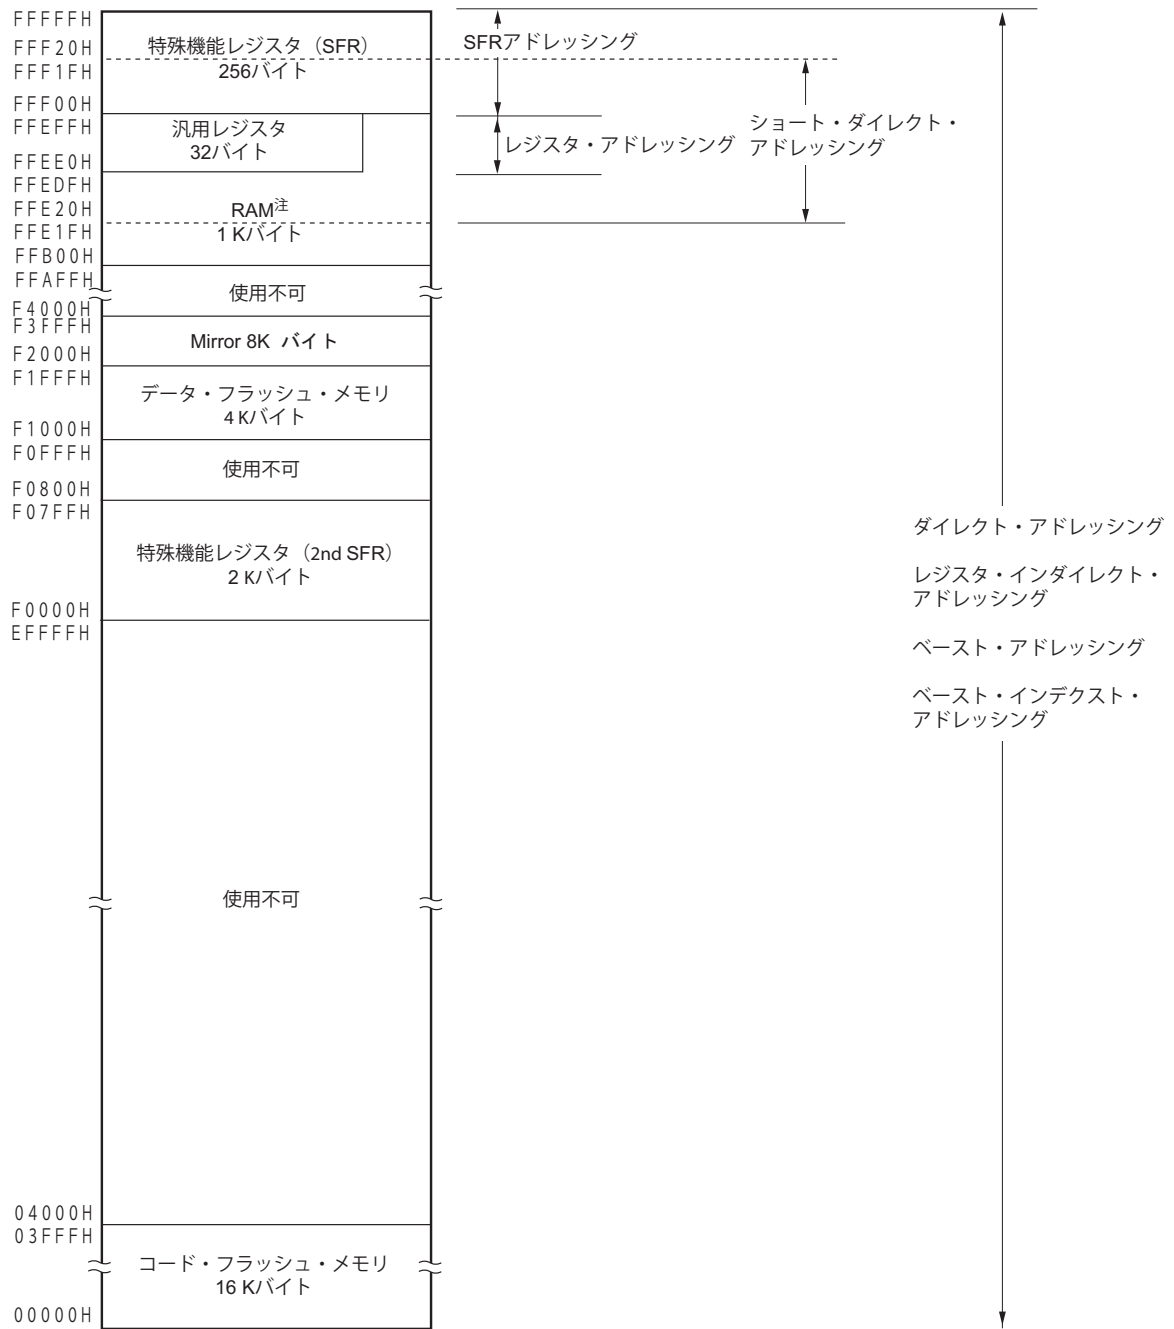 FFFFFH
FFF20H
FFF1FH
FFF00H
FFEFFH
FFEE0H
FFEDFH
FFE20H
FFE1FH
FFB00H
FFAFFH
F4000H
F3FFFH
F2000H
F1FFFH
F1000H
F0FFFH
F0800H
F07FFH
F0000H
EFFFFH
04000H
03FFFH
00000H
特殊機能レジスタ（SFR）
256バイト
汎用レジスタ
32バイト
RAM注
1 Kバイト
使用不可
Mirror 8K バイト
データ・フラッシュ・メモリ
4 Kバイト
使用不可
特殊機能レジスタ（2nd SFR）
2 Kバイト
使用不可
コード・フラッシュ・メモリ
16 Kバイト
SFRアドレッシング
レジスタ・アドレッシング
ショート・ダイレクト・
アドレッシング
ダイレクト・アドレッシング
レジスタ・インダイレクト・
アドレッシング
ベースト・アドレッシング
ベースト・インデクスト・
アドレッシング